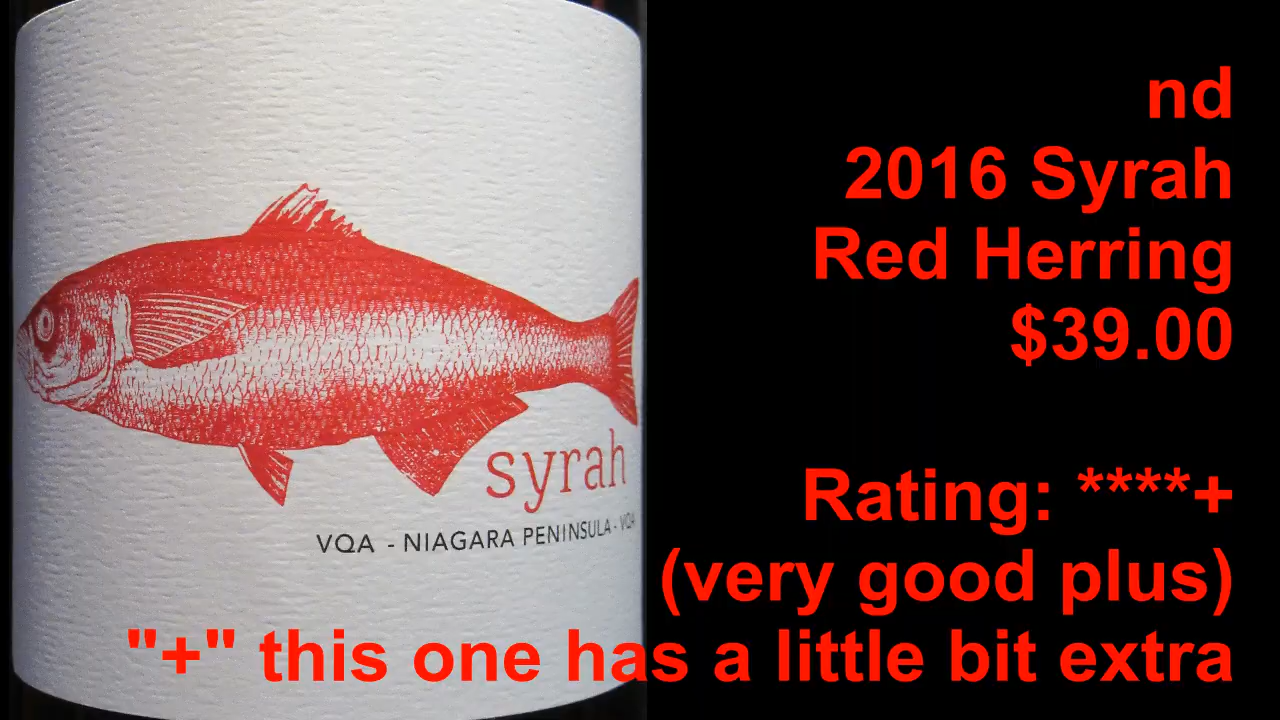 nd
2016 Syrah
Red Herring
$39.00
Rating: ****+
(very good plus)
"+" this one has a little bit extra
syrah
VQA - NIAGARA PENINSULA - VQA